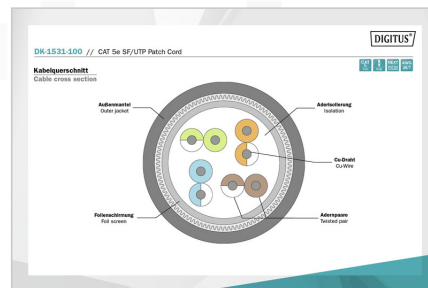 DIGITUS®
DK-1531-100 // CAT 5e SF/UTP Patch Cord
Kabelquerschnitt
Cable cross section
Außenmantel
Outer jacket
Aderisolierung
Isolation
Cu-Draht
Cu-Wire
Folienschirmung
Foil screen
Adernpaare
Twisted pair